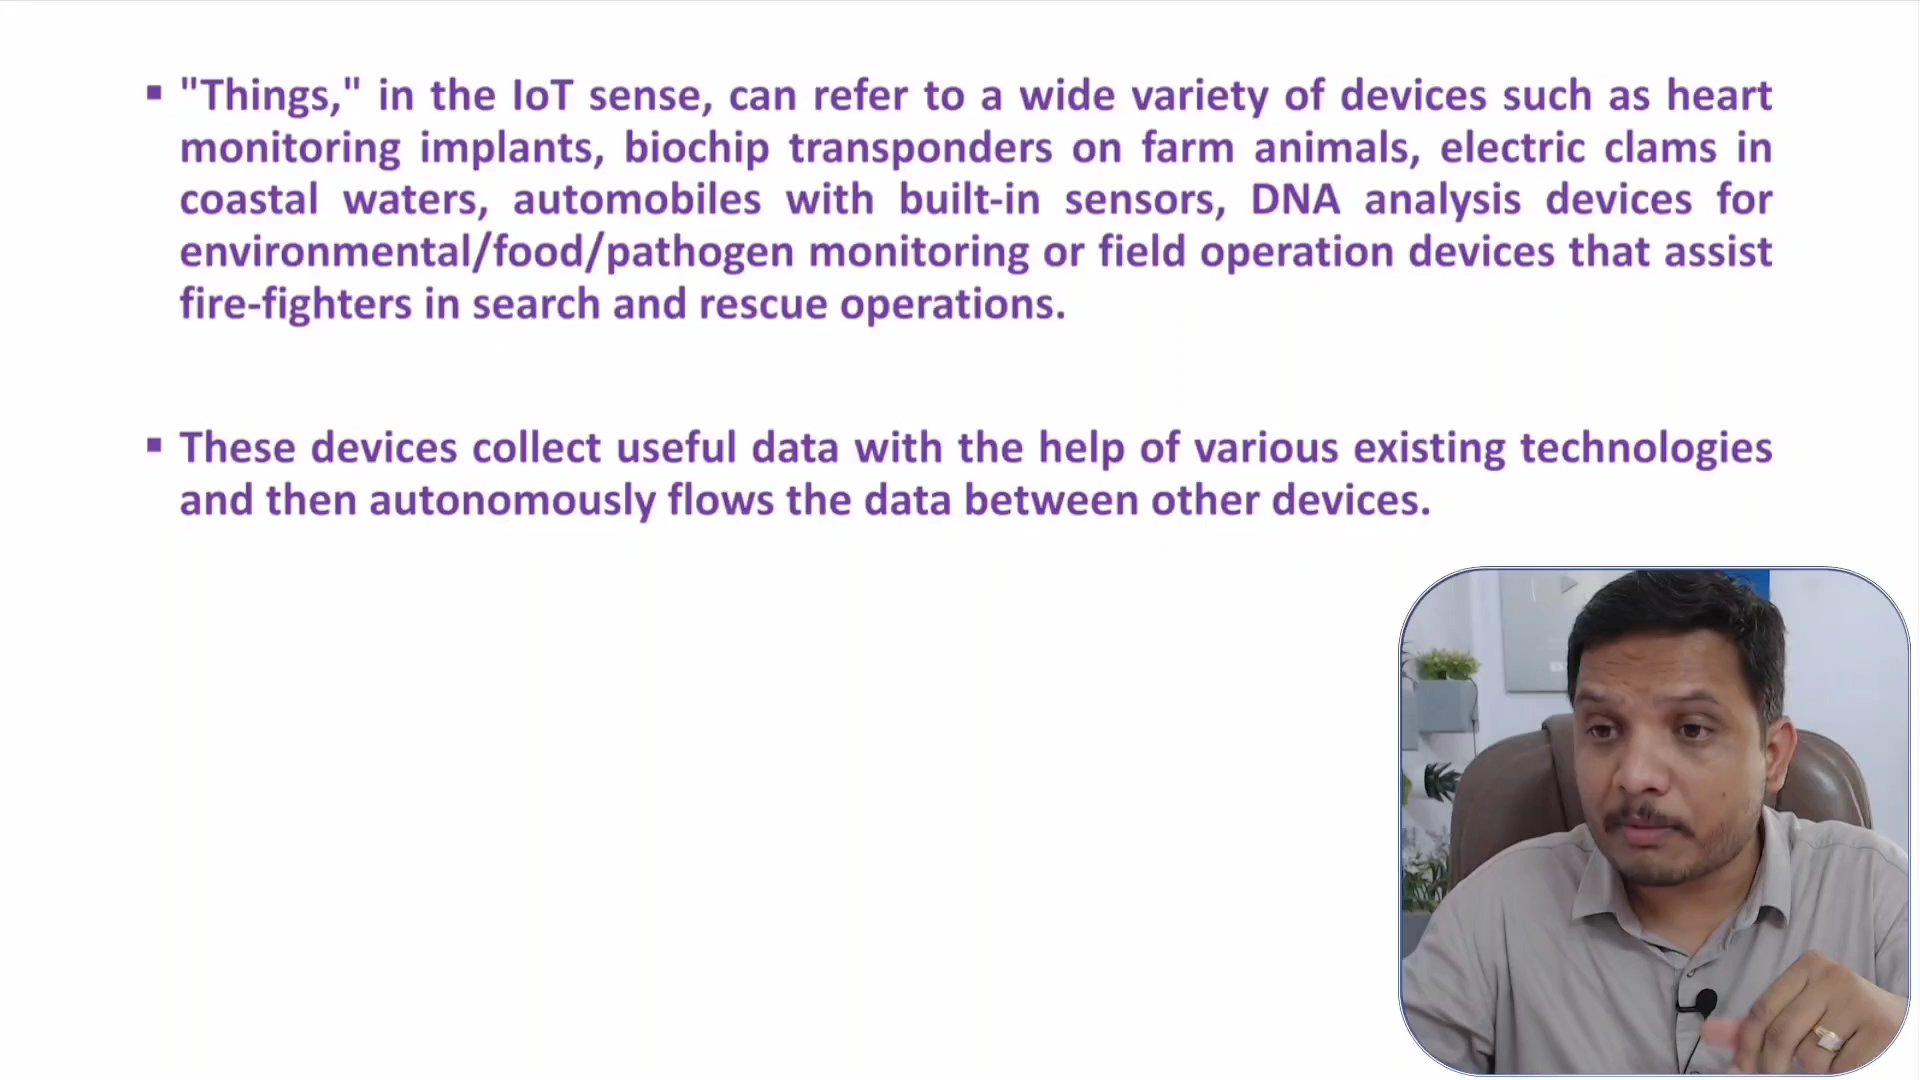 ▪ "Things," in the IoT sense, can refer to a wide variety of devices such as heart
monitoring implants, biochip transponders on farm animals, electric clams in
coastal waters, automobiles with built-in sensors, DNA analysis devices for
environmental/food/pathogen monitoring or field operation devices that assist
fire-fighters in search and rescue operations.
▪ These devices collect useful data with the help of various existing technologies
and then autonomously flows the data between other devices.